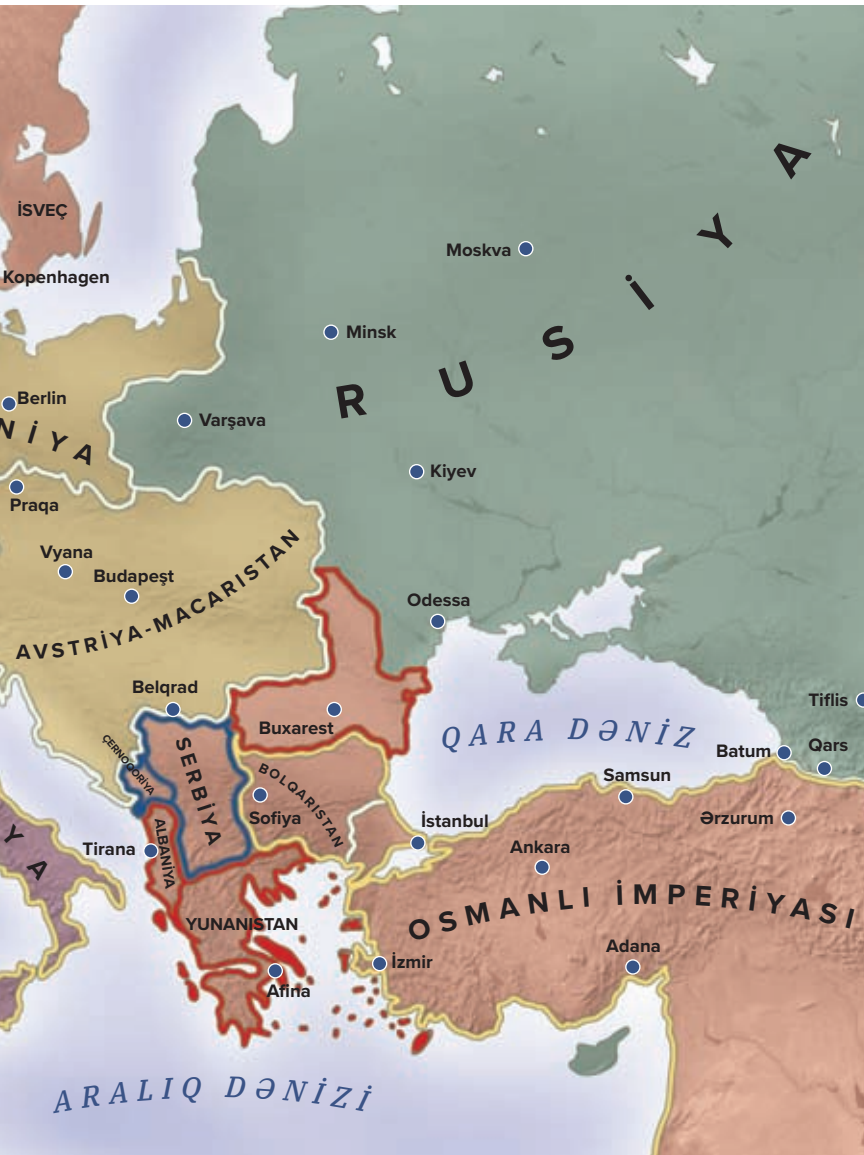 İSVEÇ
Kopenhagen
Moskva
Minsk
RUSİYA
Berlin
NİYA
Varşava
Kiyev
Praqa
Vyana
Budapeşt
AVSTRİYA-MACARISTAN
Odessa
Belqrad
Tiflis
Buxarest
QARA DƏNİZ
ÇERNOQORİYA
SERBİYA
Batum
Qars
BOLQARISTAN
Samsun
Sofiya
İstanbul
Ərzurum
YA
Tirana
ALBANİYA
Ankara
OSMANLI İMPERİYASI
YUNANISTAN
Adana
İzmir
Afina
ARALIQ DƏNİZİ